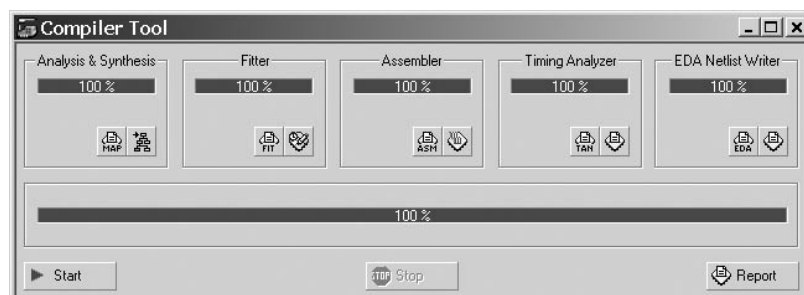 Compiler Tool
Analysis & Synthesis Fitter Assembler Timing Analyzer EDA Netlist Writer
100 % 100 % 100 % 100 % 100 %
MAP FIT ASM TAN EDA
100 %
Start STOP Stop Report